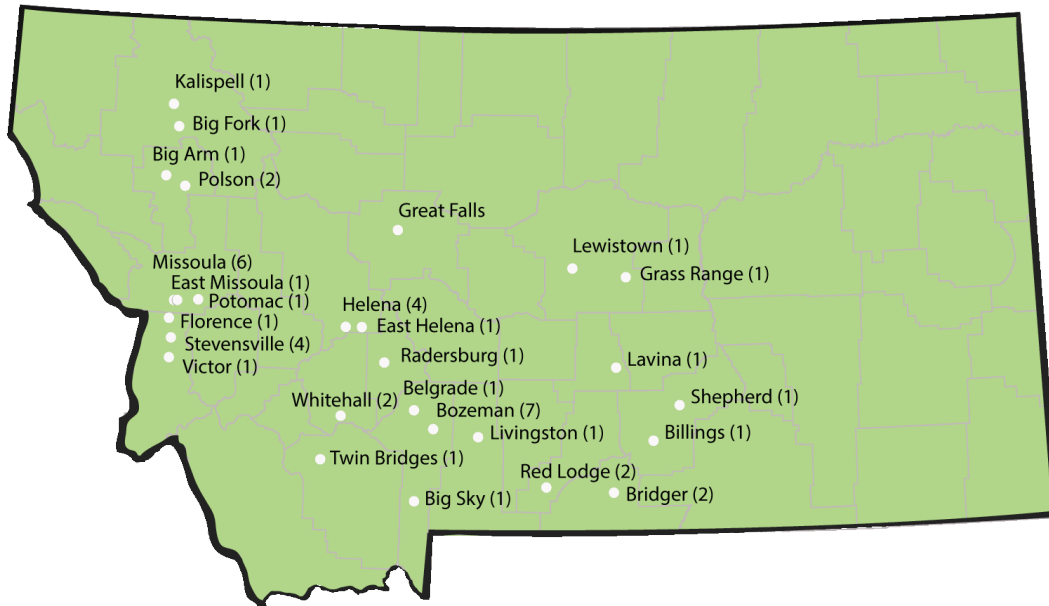 Kalispell (1)
Big Fork (1)
Big Arm (1)
Polson (2)
Great Falls
Lewistown (1)
Grass Range (1)
Missoula (6)
East Missoula (1)
Potomac (1)
Helena (4)
Florence (1)
East Helena (1)
Stevensville (4)
Radersburg (1)
Victor (1)
Lavina (1)
Belgrade (1)
Whitehall (2)
Shepherd (1)
Bozeman (7)
Livingston (1)
Billings (1)
Twin Bridges (1)
Red Lodge (2)
Big Sky (1)
Bridger (2)